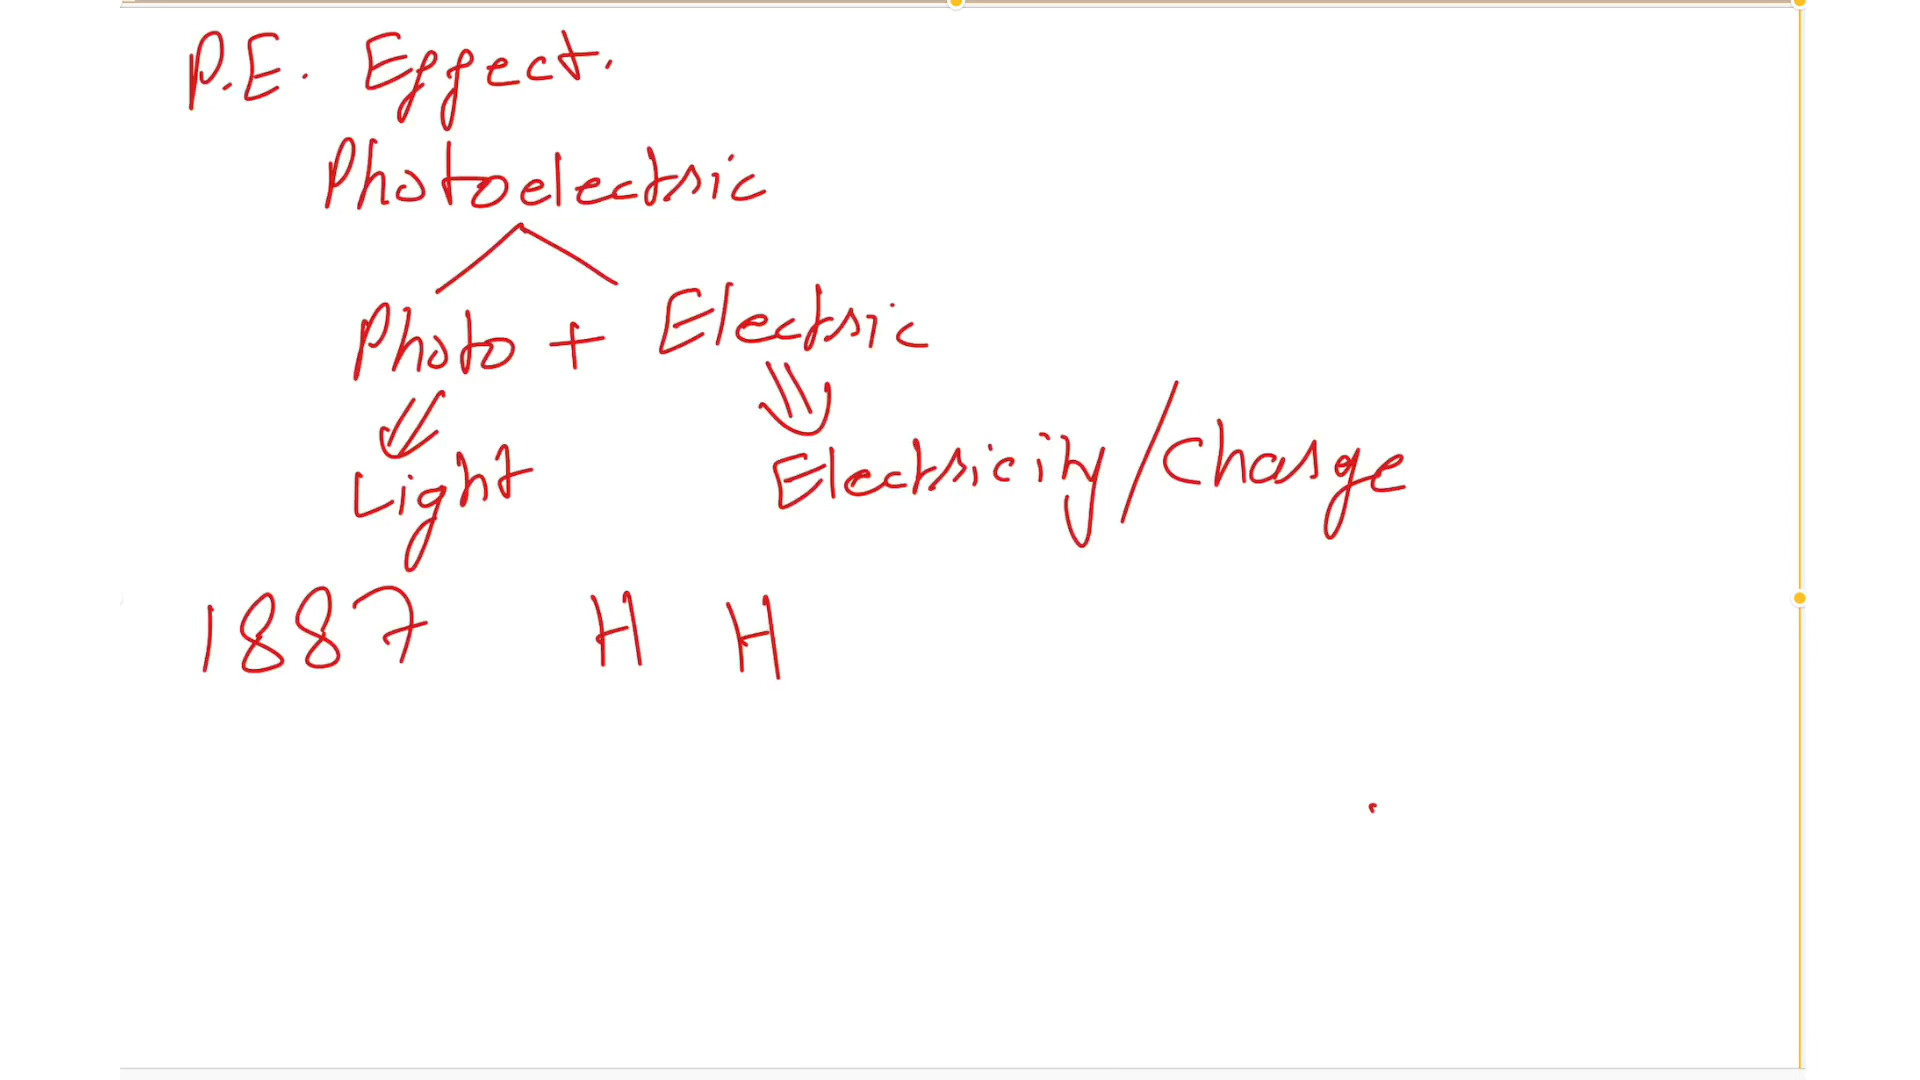 P.E. Effect.
Photoelectric
Photo + Electric
Light Electricity/Charge
1887 H H